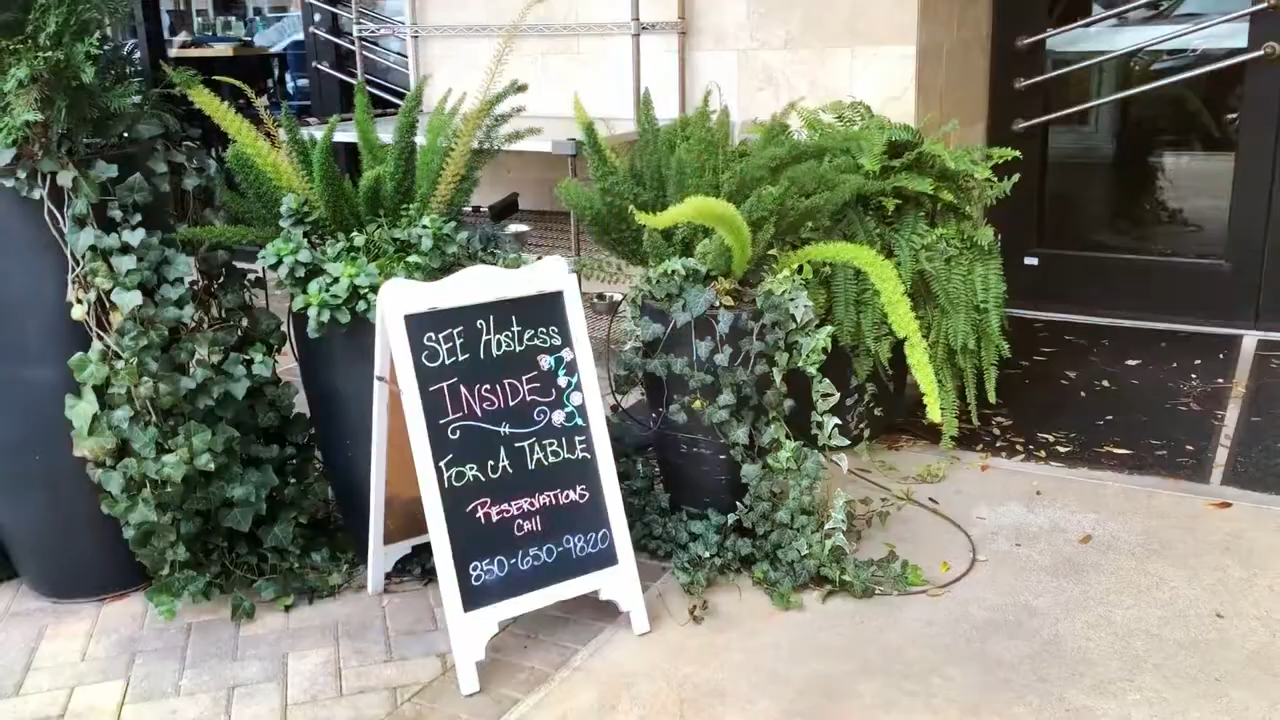 SEE Hostess
INSIDE
FOR A TABLE
RESERVATIONS
CAll
850-650-9820